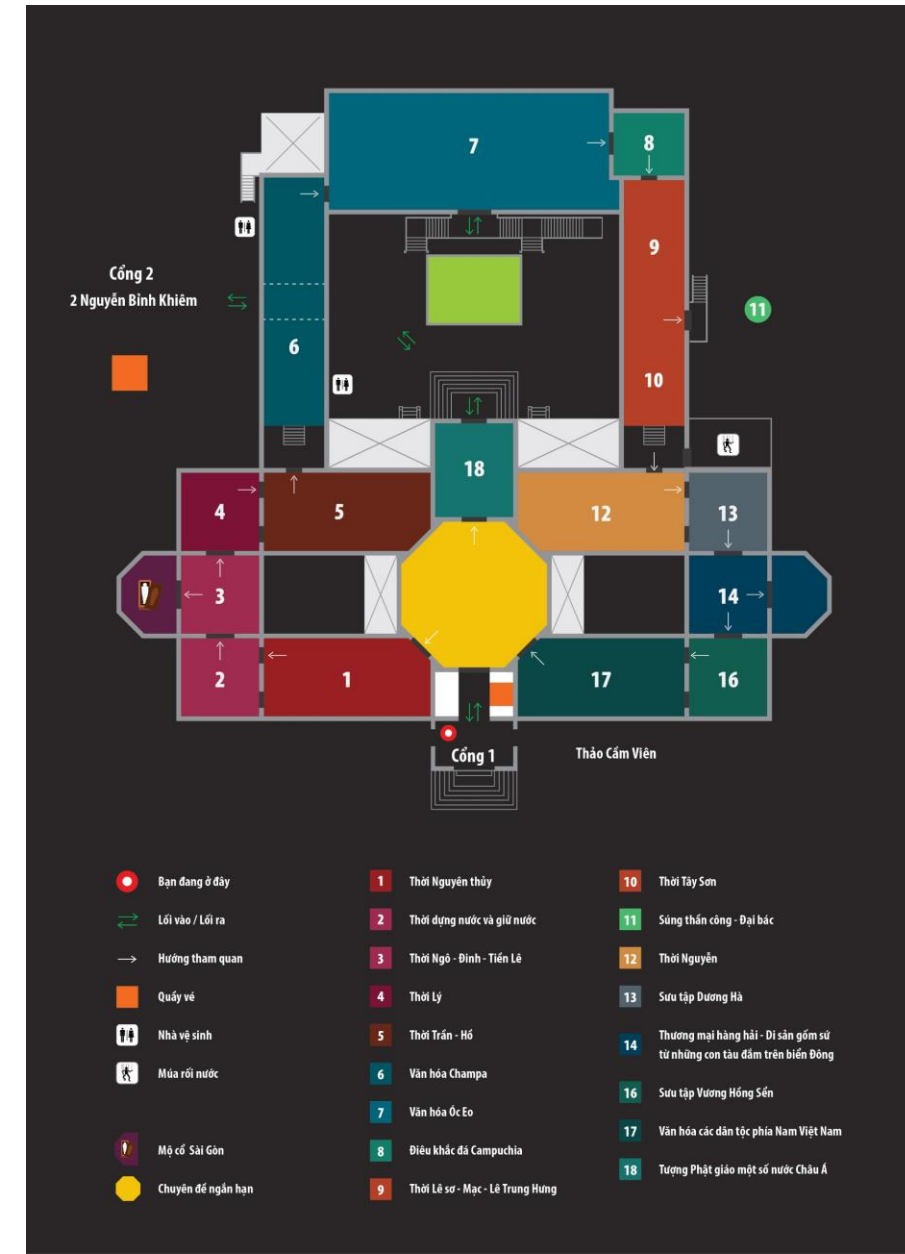 7
8
9
Cổng 2
2 Nguyễn Bỉnh Khiêm
11
6
10
18
4
5
12
13
3
14
2
1
17
16
Cổng 1
Thảo Cầm Viên
Bạn đang ở đây
Lối vào / Lối ra
Hướng tham quan
Quầy vé
Nhà vệ sinh
Múa rối nước
Mộ cổ Sài Gòn
Chuyên đề ngắn hạn
1 Thời Nguyên thủy
2 Thời dựng nước và giữ nước
3 Thời Ngô - Đinh - Tiền Lê
4 Thời Lý
5 Thời Trần - Hồ
6 Văn hóa Champa
7 Văn hóa Óc Eo
8 Điêu khắc đá Campuchia
9 Thời Lê sơ - Mạc - Lê Trung Hưng
10 Thời Tây Sơn
11 Súng thần công - Đại bác
12 Thời Nguyễn
13 Sưu tập Dương Hà
14 Thương mại hàng hải - Di sản gốm sứ
từ những con tàu đắm trên biển Đông
16 Sưu tập Vương Hồng Sển
17 Văn hóa các dân tộc phía Nam Việt Nam
18 Tượng Phật giáo một số nước Châu Á